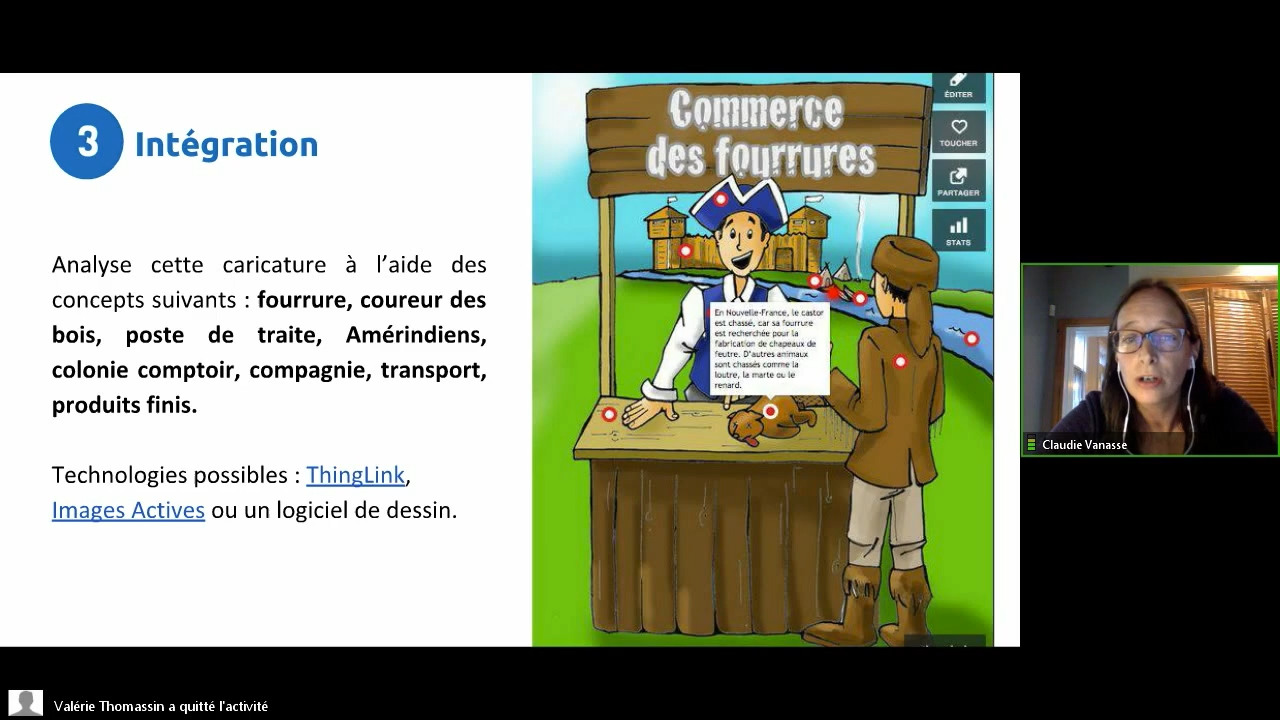 3 Intégration
Analyse cette caricature à l’aide des
concepts suivants : fourrure, coureur des
bois, poste de traite, Amérindiens,
colonie comptoir, compagnie, transport,
produits finis.
Technologies possibles : ThingLink,
Images Actives ou un logiciel de dessin.
Commerce
des fourrures
ÉDITER
TOUCHER
PARTAGER
STATS
En Nouvelle-France, le castor
est chassé, car sa fourrure
est recherchée pour la
fabrication de chapeaux de
feutre. D'autres animaux
sont chassés comme la
loutre, la marte ou le
renard.
Claudie Vanasse
Valérie Thomassin a quitté l'activité